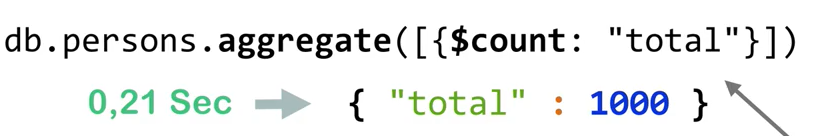 db.persons.aggregate([{$count: "total"}])
0,21 Sec { "total" : 1000 }